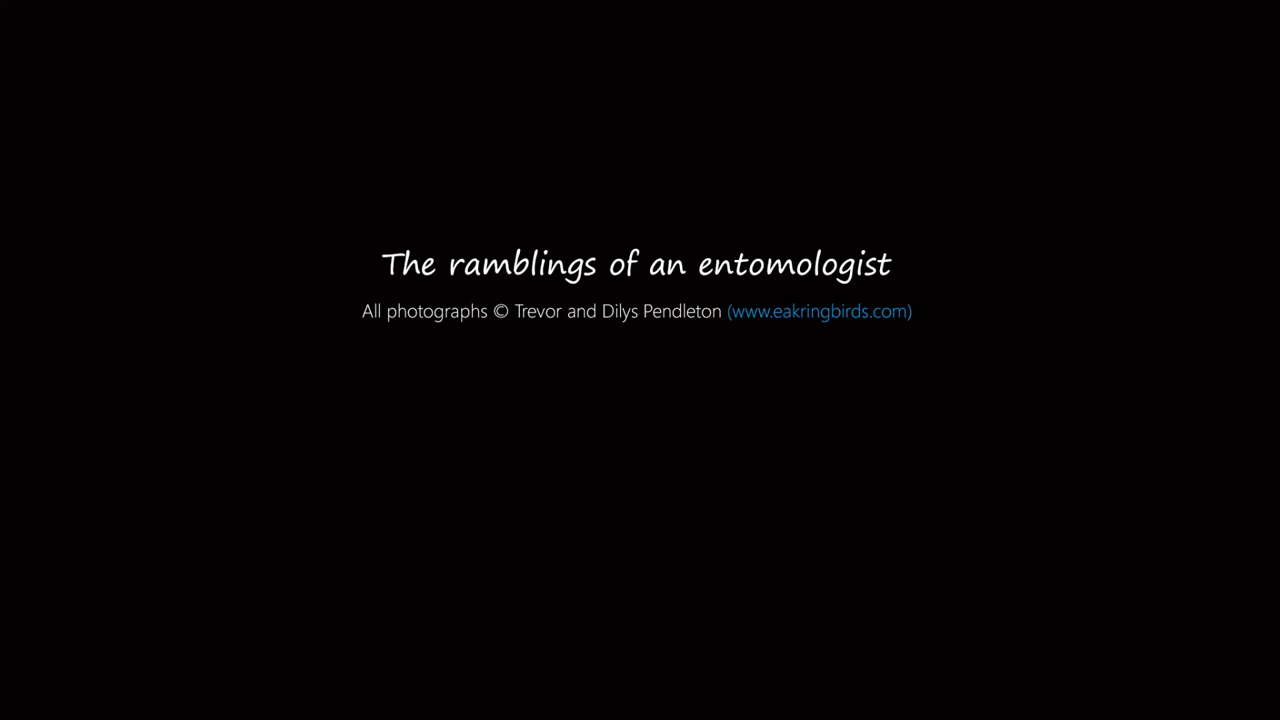 The ramblings of an entomologist
All photographs © Trevor and Dilys Pendleton (www.eakringbirds.com)